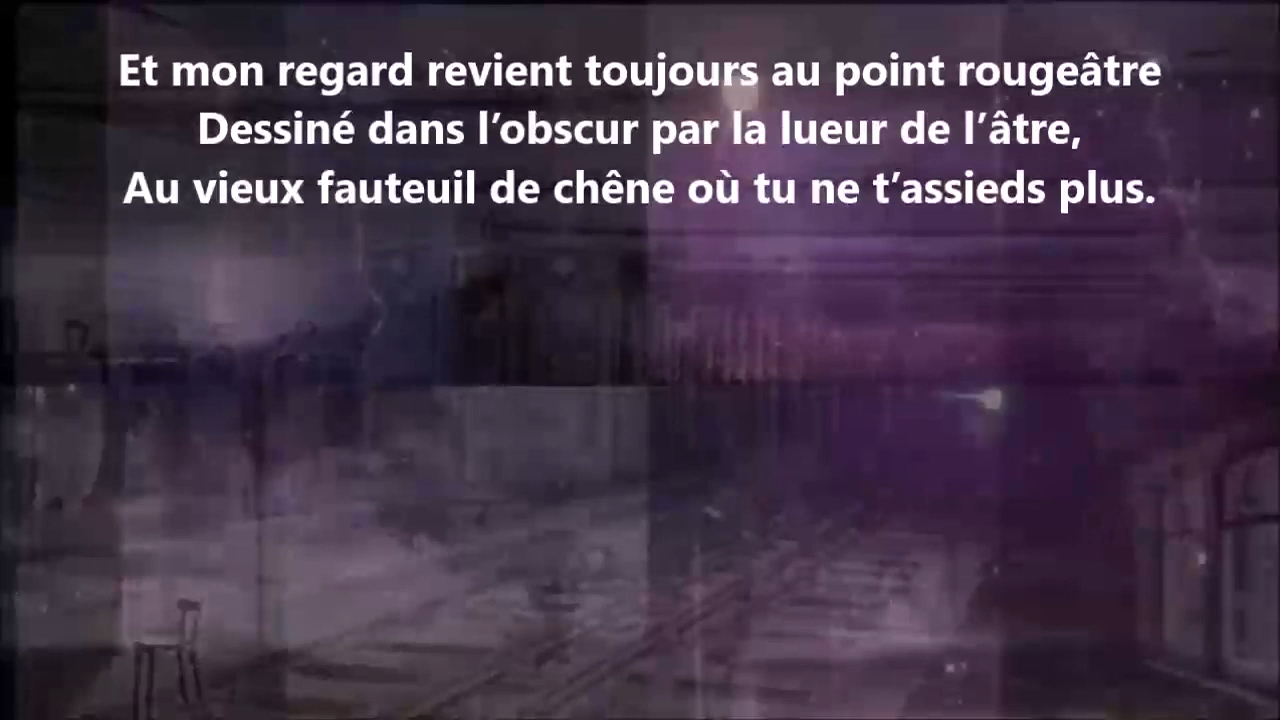 Et mon regard revient toujours au point rougeâtre
Dessiné dans l’obscur par la lueur de l’âtre,
Au vieux fauteuil de chêne où tu ne t’assieds plus.